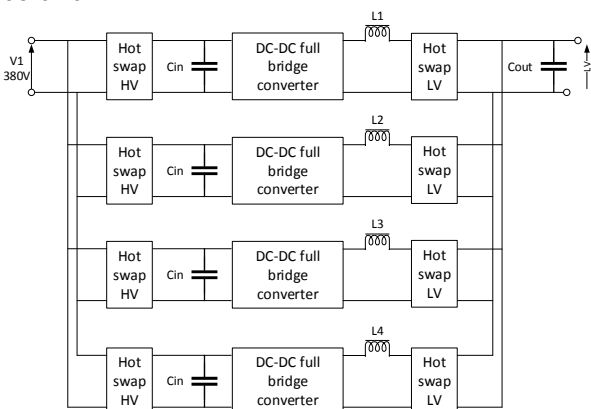 L1
V1
380V
Hot
swap
HV
Cin
DC-DC full
bridge
converter
Hot
swap
LV
Cout
LV
L2
Hot
swap
HV
Cin
DC-DC full
bridge
converter
Hot
swap
LV
L3
Hot
swap
HV
Cin
DC-DC full
bridge
converter
Hot
swap
LV
L4
Hot
swap
HV
Cin
DC-DC full
bridge
converter
Hot
swap
LV